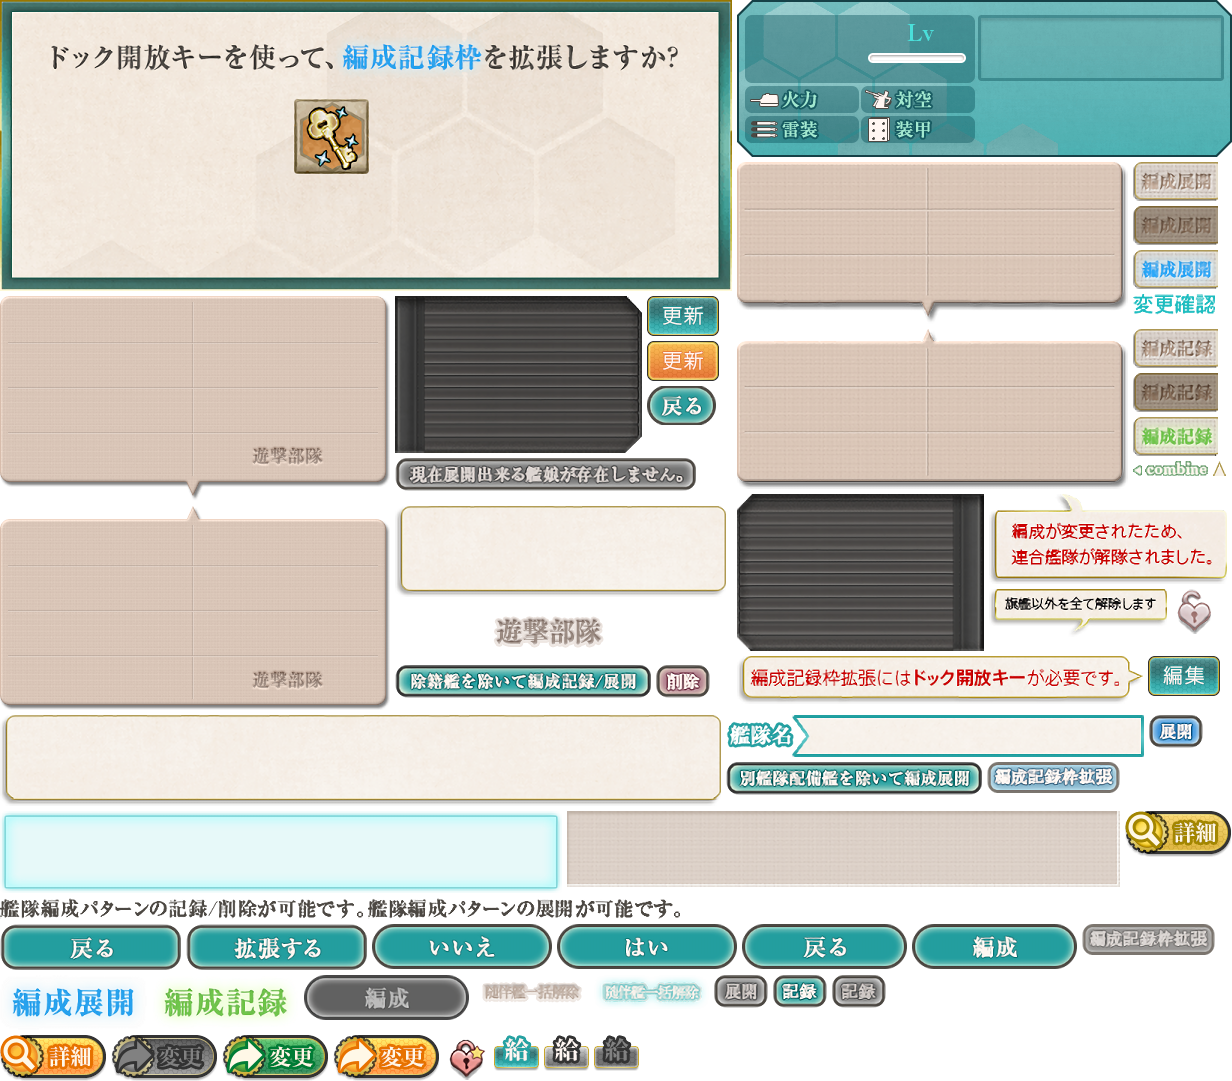 ドック開放キーを使って、編成記録枠を拡張しますか?
Lv
火力
対空
雷装
装甲
編成展開
編成展開
編成展開
変更確認
編成記録
編成記録
編成記録
combine
更新
更新
戻る
遊撃部隊
現在展開出来る艦娘が存在しません。
編成が変更されたため、
連合艦隊が解隊されました。
旗艦以外を全て解除します
遊撃部隊
遊撃部隊
除籍艦を除いて編成記録/展開
削除
編成記録枠拡張にはドック開放キーが必要です。
編集
艦隊名
展開
別艦隊配備艦を除いて編成展開
編成記録枠拡張
詳細
艦隊編成パターンの記録/削除が可能です。
艦隊編成パターンの展開が可能です。
戻る
拡張する
いいえ
はい
戻る
編成
編成記録枠拡張
編成展開
編成記録
編成
随伴艦一括解除
随伴艦一括解除
展開
記録
記録
詳細
変更
変更
変更
給
給
給